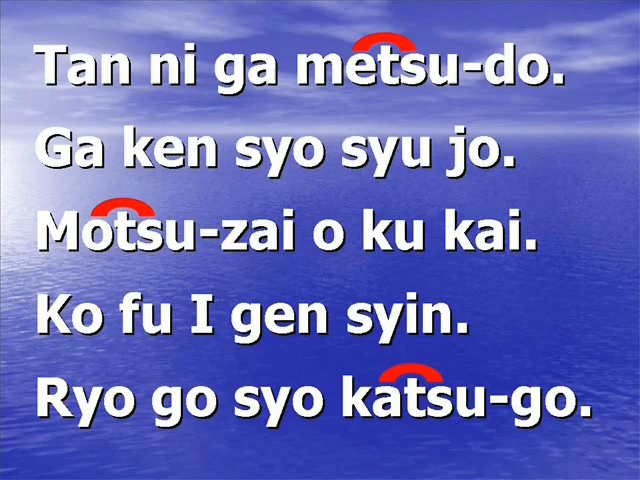 Tan ni ga metsu-do.
Ga ken syo syu jo.
Motsu-zai o ku kai.
Ko fu I gen syin.
Ryo go syo katsu-go.